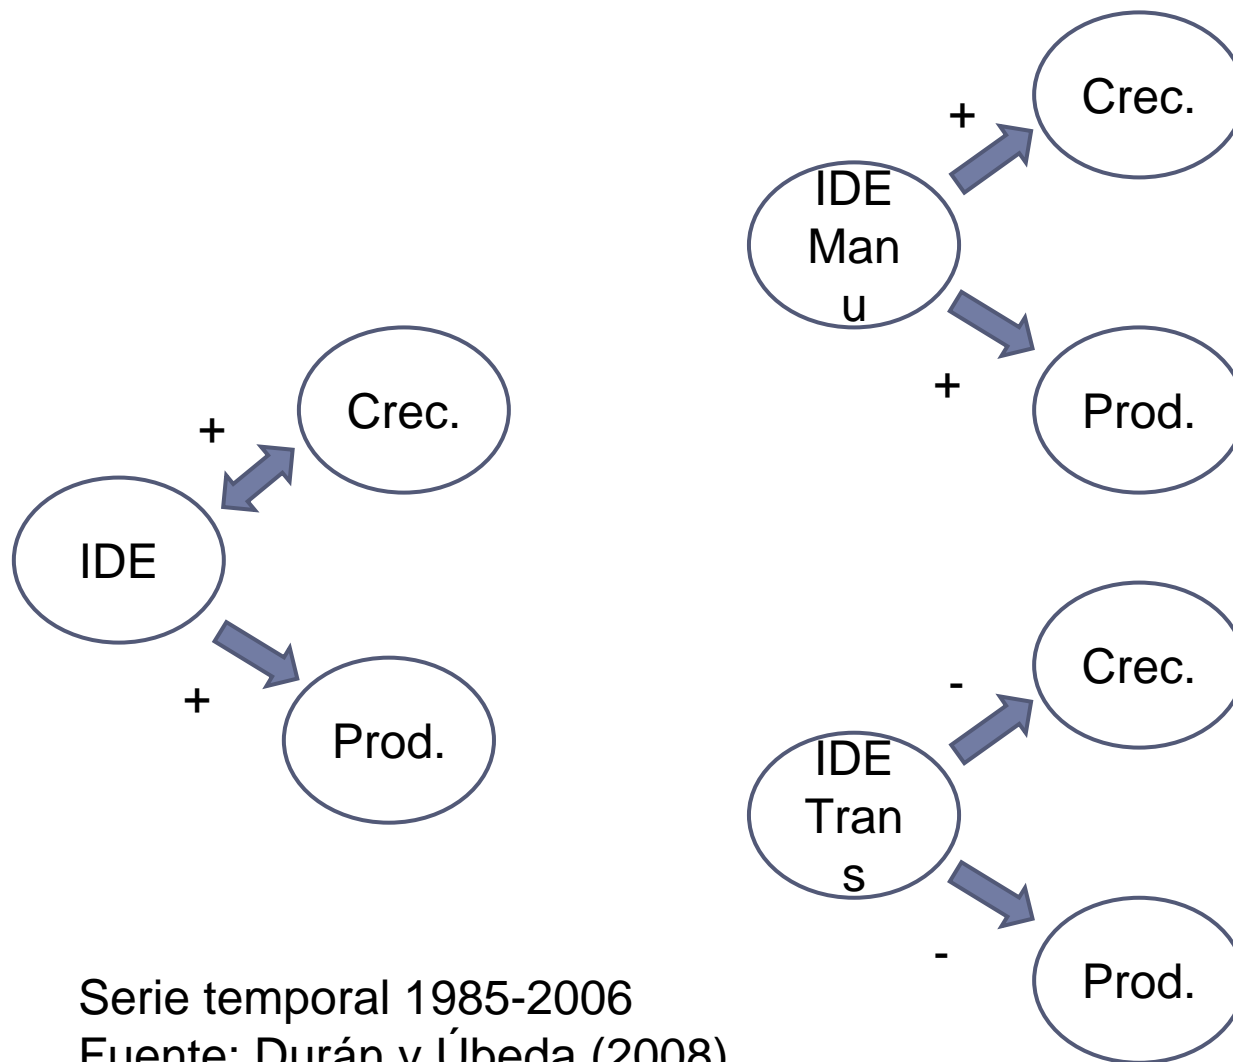 +
Crec.
IDE
+
Prod.
+
Crec.
IDE
Man
u
+
Prod.
-
Crec.
IDE
Tran
s
-
Prod.
Serie temporal 1985-2006
Fuente: Durán y Úbeda (2008)